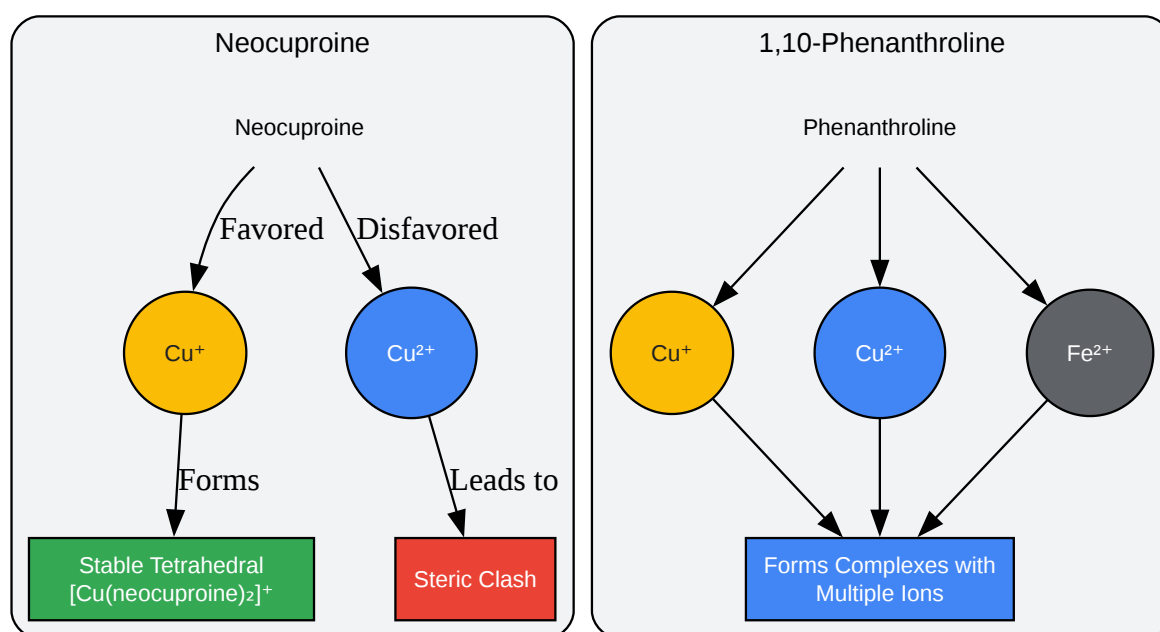 Neocuproine
Neocuproine
Favored
Disfavored
Cu⁺
Cu²⁺
Forms
Leads to
Stable Tetrahedral
[Cu(neocuproine)₂]⁺
Steric Clash
1,10-Phenanthroline
Phenanthroline
Cu⁺
Cu²⁺
Fe²⁺
Forms Complexes with
Multiple Ions